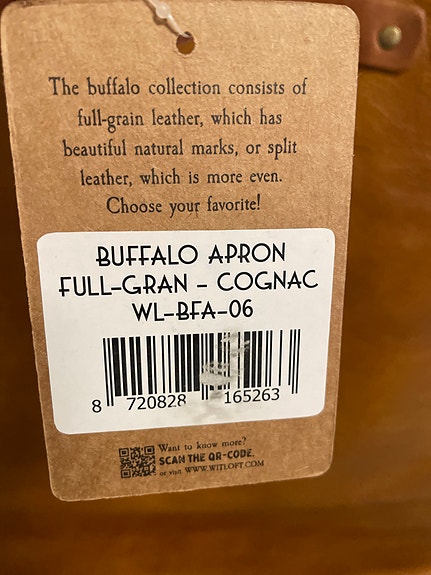 The buffalo collection consists of
full-grain leather, which has
beautiful natural marks, or split
leather, which is more even.
Choose your favorite!
BUFFALO APRON
FULL-GRAN - COGNAC
WL-BFA-06
8 720828 165263
Want to know more?
SCAN THE QR-CODE.
or visit WWW.WITLOFT.COM